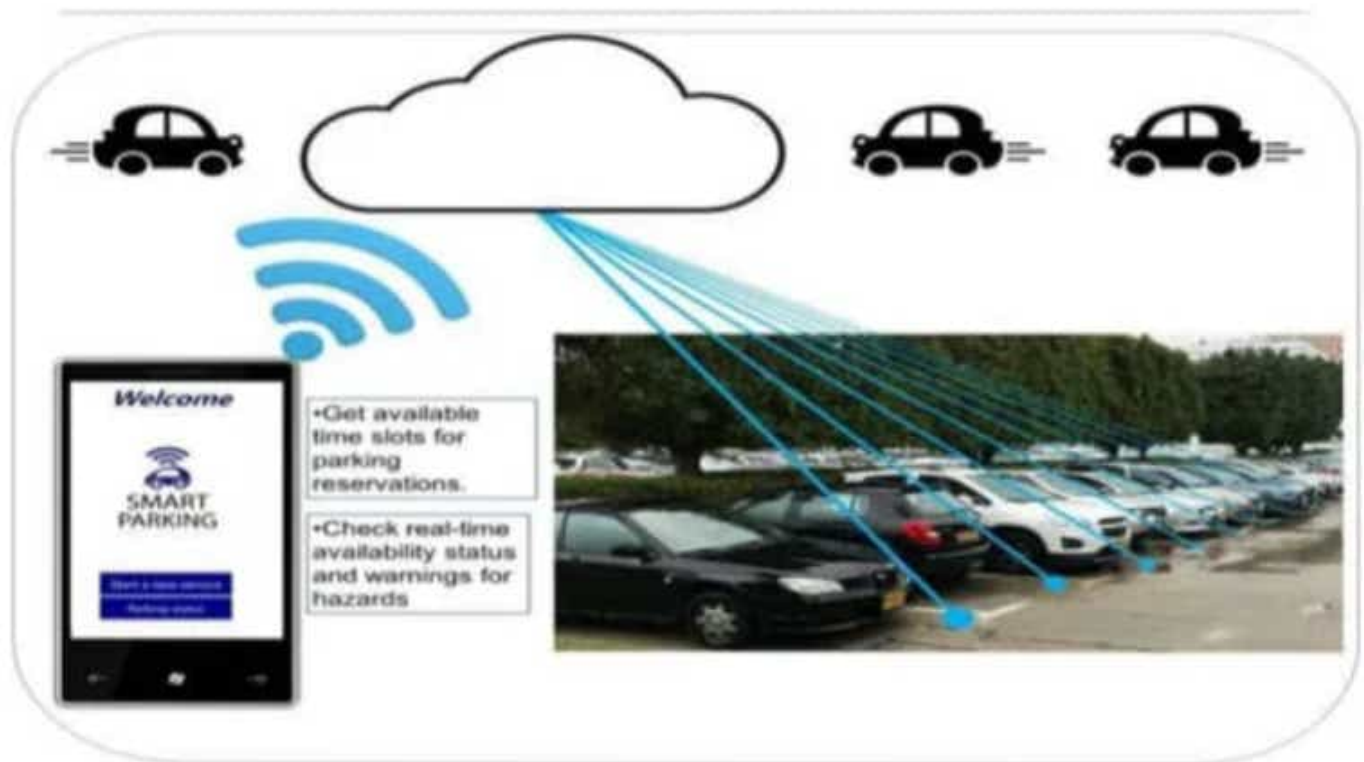 Welcome
SMART
PARKING
Start a new service
Parking status
•Get available
time slots for
parking
reservations.
•Check real-time
availability status
and warnings for
hazards